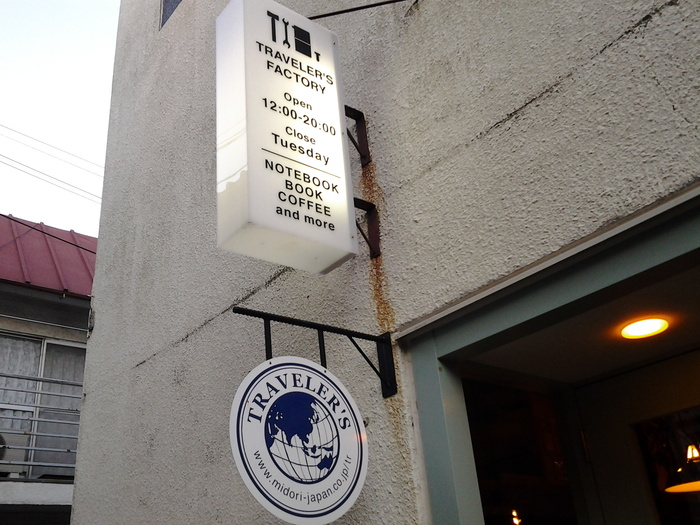 TRAVELER'S
FACTORY
Open
12:00-20:00
Close
Tuesday
NOTEBOOK
BOOK
COFFEE
and more
TRAVELER'S
www.midori-japan.co.jp/tr